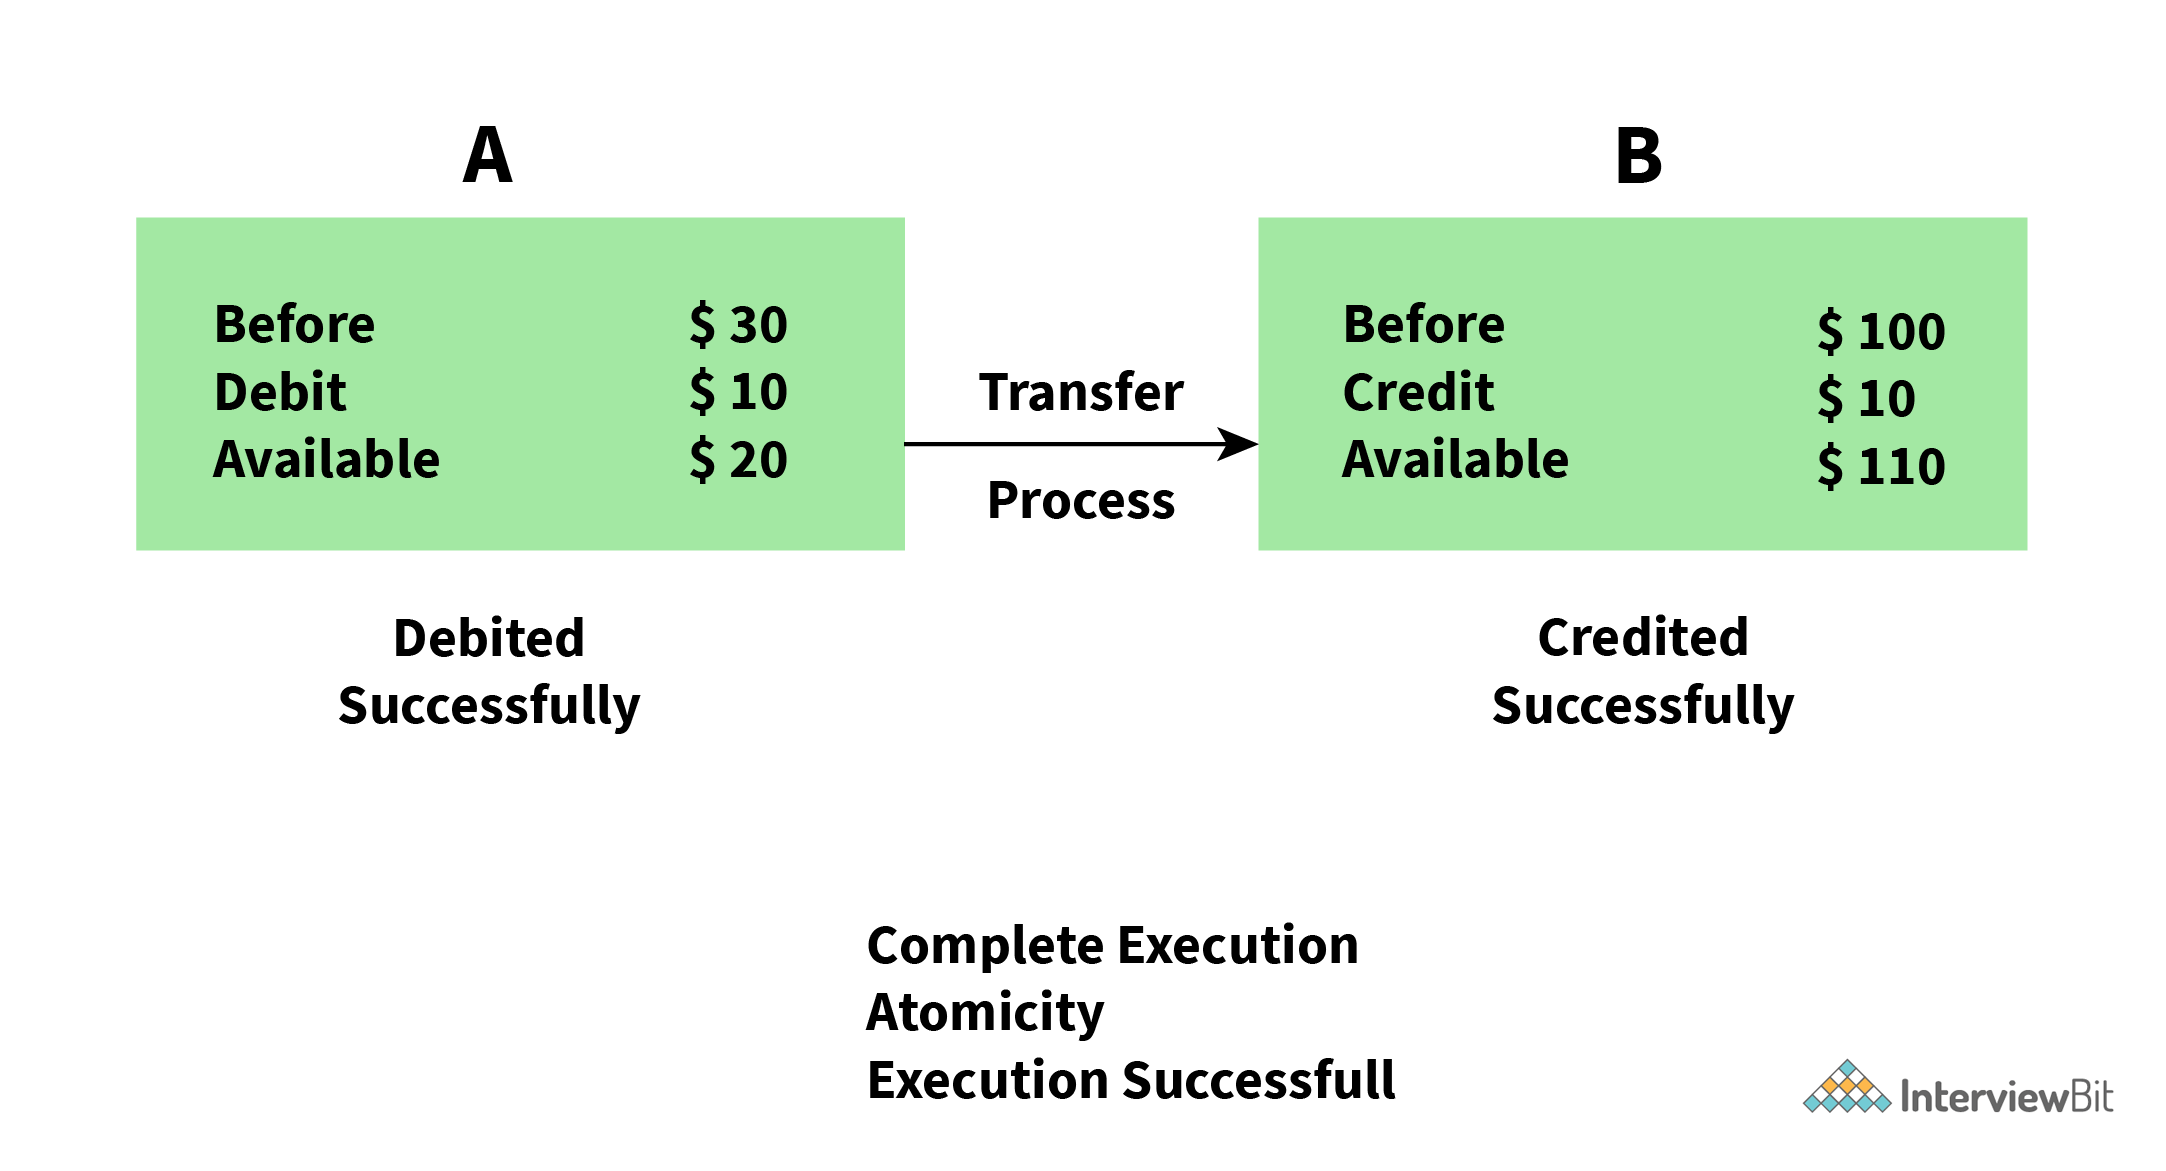 A
B
Before $ 30
Debit $ 10
Available $ 20
Transfer
Process
Before $ 100
Credit $ 10
Available $ 110
Debited
Successfully
Credited
Successfully
Complete Execution
Atomicity
Execution Successfull
InterviewBit